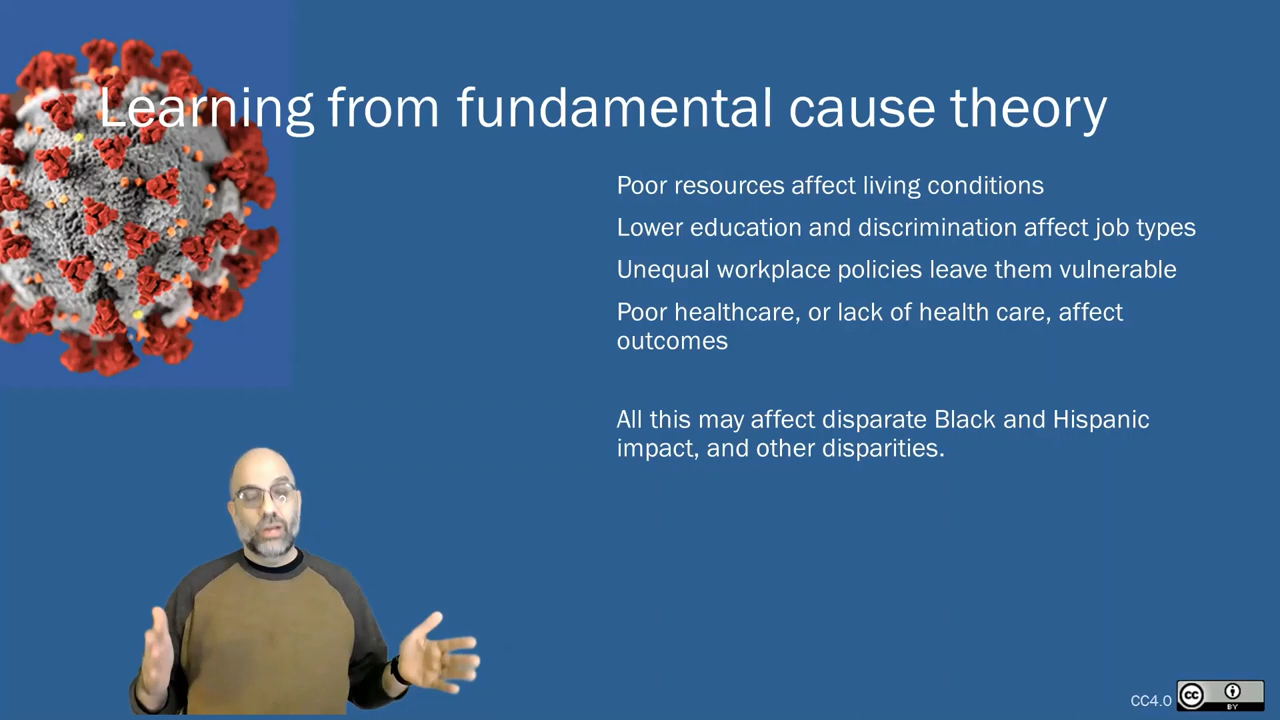 Learning from fundamental cause theory
Poor resources affect living conditions
Lower education and discrimination affect job types
Unequal workplace policies leave them vulnerable
Poor healthcare, or lack of health care, affect
outcomes
All this may affect disparate Black and Hispanic
impact, and other disparities.
CC4.0
cc
BY